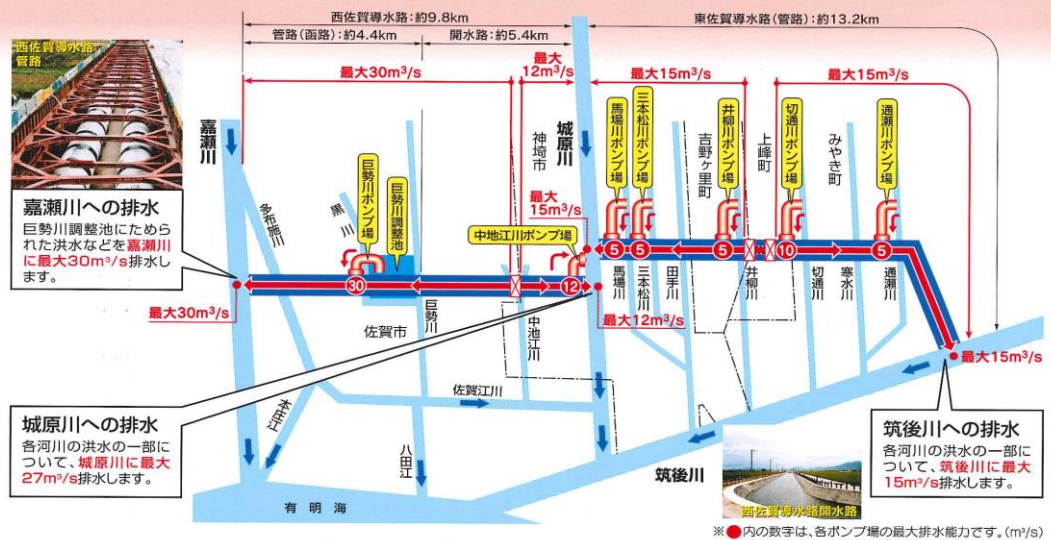 西佐賀導水路:約9.8km
東佐賀導水路(管路):約13.2km
管路(函路):約4.4km
開水路:約5.4km
西佐賀導水路
管路
最大30m³/s
最大
12m³/s
最大15m³/s
最大15m³/s
嘉瀬川
神埼市
城原川
馬場川ポンプ場
三本松川ポンプ場
井柳川ポンプ場
切通川ポンプ場
通瀬川ポンプ場
吉野ヶ里町
上峰町
みやき町
嘉瀬川への排水
巨勢川調整池にためら
れた洪水などを嘉瀬川
に最大30m³/s排水し
ます。
多布施川
黒川
巨勢川ポンプ場
巨勢川調整池
最大
15m³/s
中地江川ポンプ場
5
5
5
10
5
馬場川
三本松川
田手川
井柳川
切通川
寒水川
通瀬川
30
12
最大30m³/s
佐賀市
巨勢川
中池江川
最大12m³/s
最大15m³/s
佐賀江川
本庄江
八田江
筑後川
有明海
城原川への排水
各河川の洪水の一部に
ついて、城原川に最大
27m³/s排水します。
筑後川への排水
各河川の洪水の一部に
ついて、筑後川に最大
15m³/s排水します。
西佐賀導水路開水路
※●内の数字は、各ポンプ場の最大排水能力です。(m³/s)